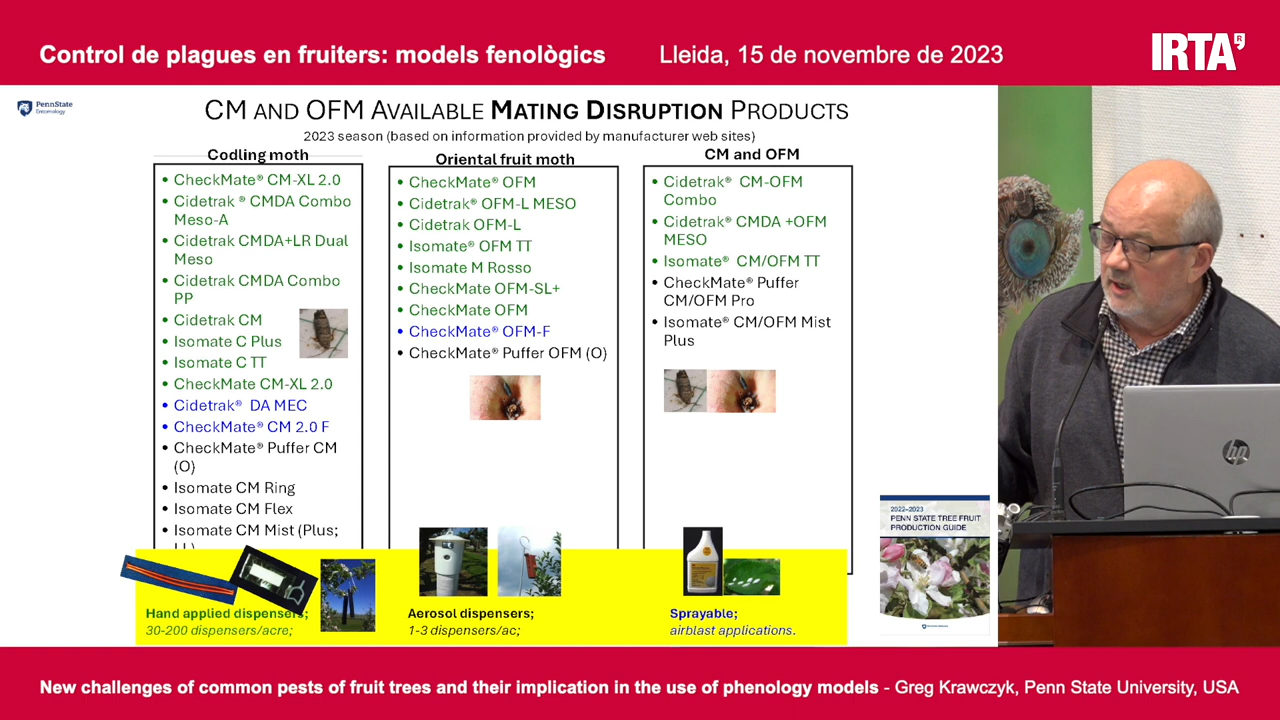 Control de plagues en fruiters: models fenològics Lleida, 15 de novembre de 2023
IRTA
PennState
Entomology
CM AND OFM AVAILABLE MATING DISRUPTION PRODUCTS
2023 season (based on information provided by manufacturer web sites)
Codling moth
• CheckMate® CM-XL 2.0
• Cidetrak ® CMDA Combo
Meso-A
• Cidetrak CMDA+LR Dual
Meso
• Cidetrak CMDA Combo
PP
• Cidetrak CM
• Isomate C Plus
• Isomate C TT
• CheckMate CM-XL 2.0
• Cidetrak® DA MEC
• CheckMate® CM 2.0 F
• CheckMate® Puffer CM
(O)
• Isomate CM Ring
• Isomate CM Flex
• Isomate CM Mist (Plus;
Oriental fruit moth
• CheckMate® OFM
• Cidetrak® OFM-L MESO
• Cidetrak OFM-L
• Isomate® OFM TT
• Isomate M Rosso
• CheckMate OFM-SL+
• CheckMate OFM
• CheckMate® OFM-F
• CheckMate® Puffer OFM (O)
CM and OFM
• Cidetrak® CM-OFM
Combo
• Cidetrak® CMDA +OFM
MESO
• Isomate® CM/OFM TT
• CheckMate® Puffer
CM/OFM Pro
• Isomate® CM/OFM Mist
Plus
Hand applied dispensers;
30-200 dispensers/acre;
Aerosol dispensers;
1-3 dispensers/ac;
Sprayable;
airblast applications.
2022–2023
PENN STATE TREE FRUIT
PRODUCTION GUIDE
hp
New challenges of common pests of fruit trees and their implication in the use of phenology models - Greg Krawczyk, Penn State University, USA